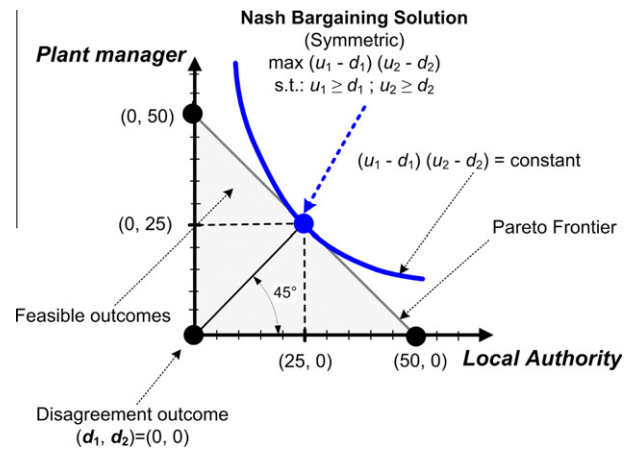 Nash Bargaining Solution
(Symmetric)
max (u₁ - d₁) (u₂ - d₂)
s.t.: u₁ ≥ d₁ ; u₂ ≥ d₂
Plant manager
(0, 50)
(u₁ - d₁) (u₂ - d₂) = constant
(0, 25)
Pareto Frontier
45°
Feasible outcomes
(25, 0)
(50, 0)
Local Authority
Disagreement outcome
(d₁, d₂)=(0, 0)